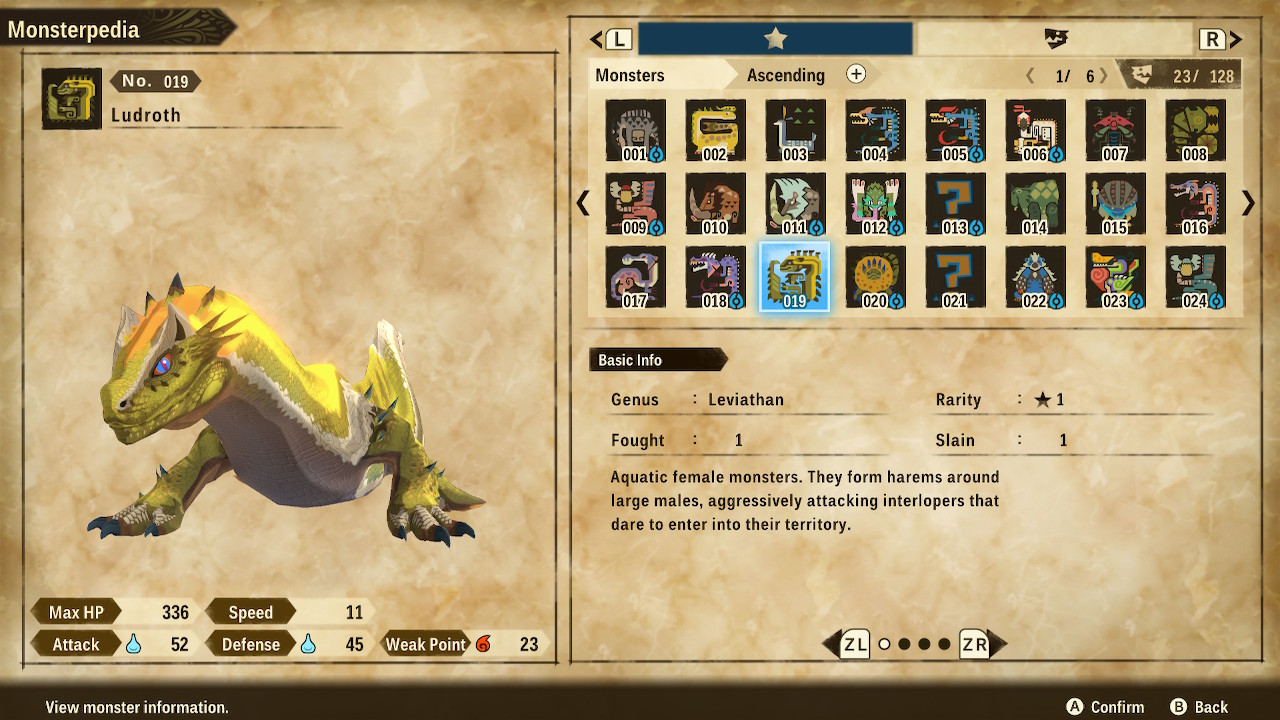 Monsterpedia
No. 019
Ludroth
Max HP 336 Speed 11
Attack 52 Defense 45 Weak Point 23
L R
Monsters Ascending 1/ 6 23/ 128
001 002 003 004 005 006 007 008
009 010 011 012 013 014 015 016
017 018 019 020 021 022 023 024
Basic Info
Genus : Leviathan Rarity : ★ 1
Fought : 1 Slain : 1
Aquatic female monsters. They form harems around
large males, aggressively attacking interlopers that
dare to enter into their territory.
ZL ZR
View monster information. A Confirm B Back